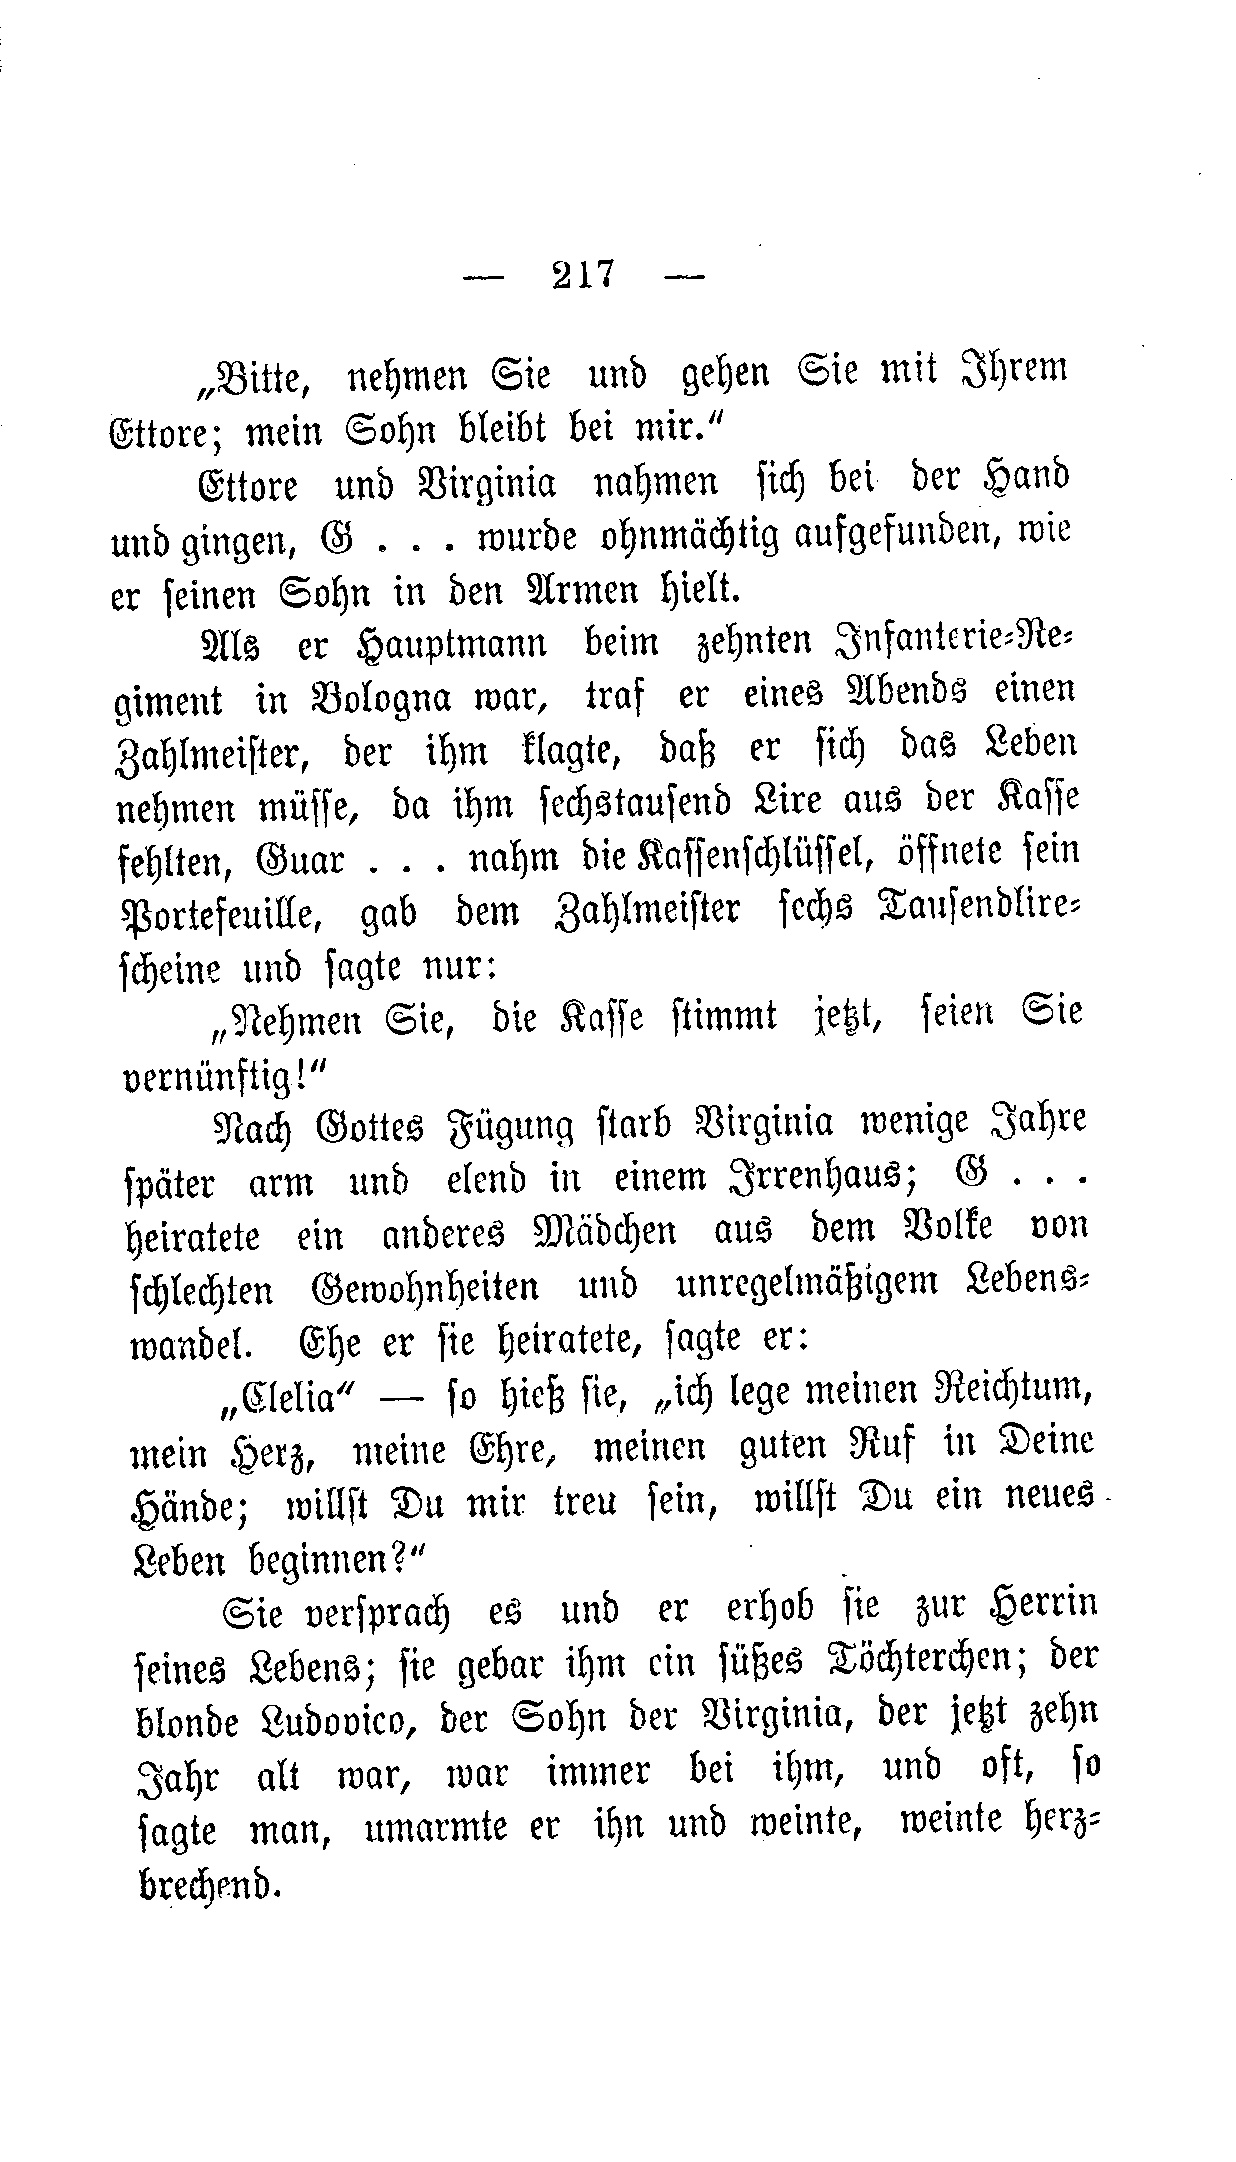 — 217 —
„Bitte, nehmen Sie und gehen Sie mit Ihrem
Ettore; mein Sohn bleibt bei mir.“
Ettore und Virginia nahmen sich bei der Hand
und gingen, G . . . wurde ohnmächtig aufgefunden, wie
er seinen Sohn in den Armen hielt.
Als er Hauptmann beim zehnten Infanterie-Re-
giment in Bologna war, traf er eines Abends einen
Zahlmeister, der ihm klagte, daß er sich das Leben
nehmen müsse, da ihm sechstausend Lire aus der Kasse
fehlten, Guar . . . nahm die Kassenschlüssel, öffnete sein
Portefeuille, gab dem Zahlmeister sechs Tausendlire-
scheine und sagte nur:
„Nehmen Sie, die Kasse stimmt jetzt, seien Sie
vernünftig!“
Nach Gottes Fügung starb Virginia wenige Jahre
später arm und elend in einem Irrenhaus; G . . .
heiratete ein anderes Mädchen aus dem Volke von
schlechten Gewohnheiten und unregelmäßigem Lebens-
wandel. Ehe er sie heiratete, sagte er:
„Clelia“ — so hieß sie, „ich lege meinen Reichtum,
mein Herz, meine Ehre, meinen guten Ruf in Deine
Hände; willst Du mir treu sein, willst Du ein neues
Leben beginnen?“
Sie versprach es und er erhob sie zur Herrin
seines Lebens; sie gebar ihm ein süßes Töchterchen; der
blonde Ludovico, der Sohn der Virginia, der jetzt zehn
Jahr alt war, war immer bei ihm, und oft, so
sagte man, umarmte er ihn und weinte, weinte herz-
brechend.